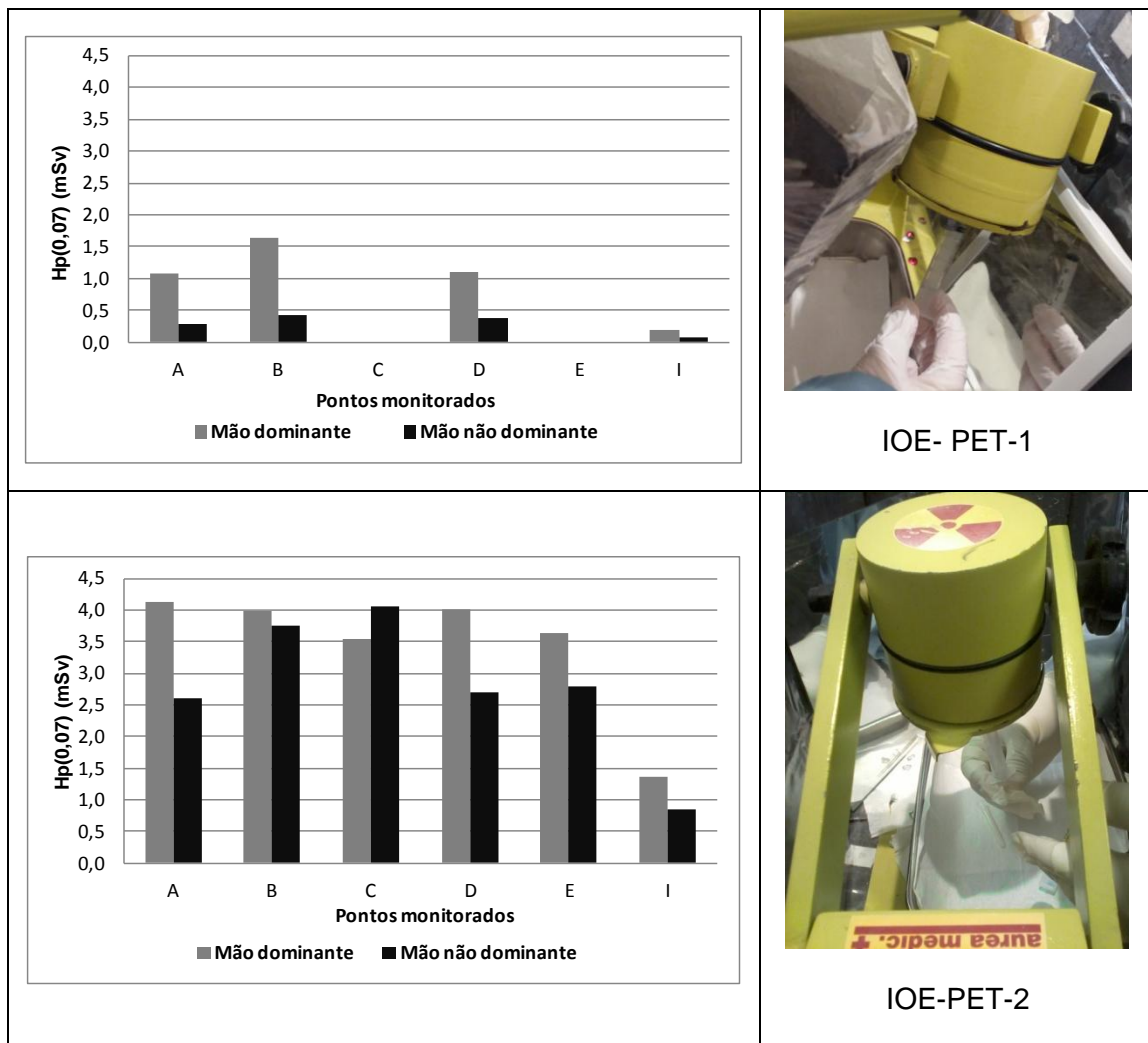 4,5
4,0
3,5
3,0
2,5
2,0
1,5
1,0
0,5
0,0
Hp(0,07) (mSv)
A B C D E I
Pontos monitorados
Mão dominante Mão não dominante
IOE- PET-1
4,5
4,0
3,5
3,0
2,5
2,0
1,5
1,0
0,5
0,0
Hp(0,07) (mSv)
A B C D E I
Pontos monitorados
Mão dominante Mão não dominante
aurea medic.
IOE-PET-2